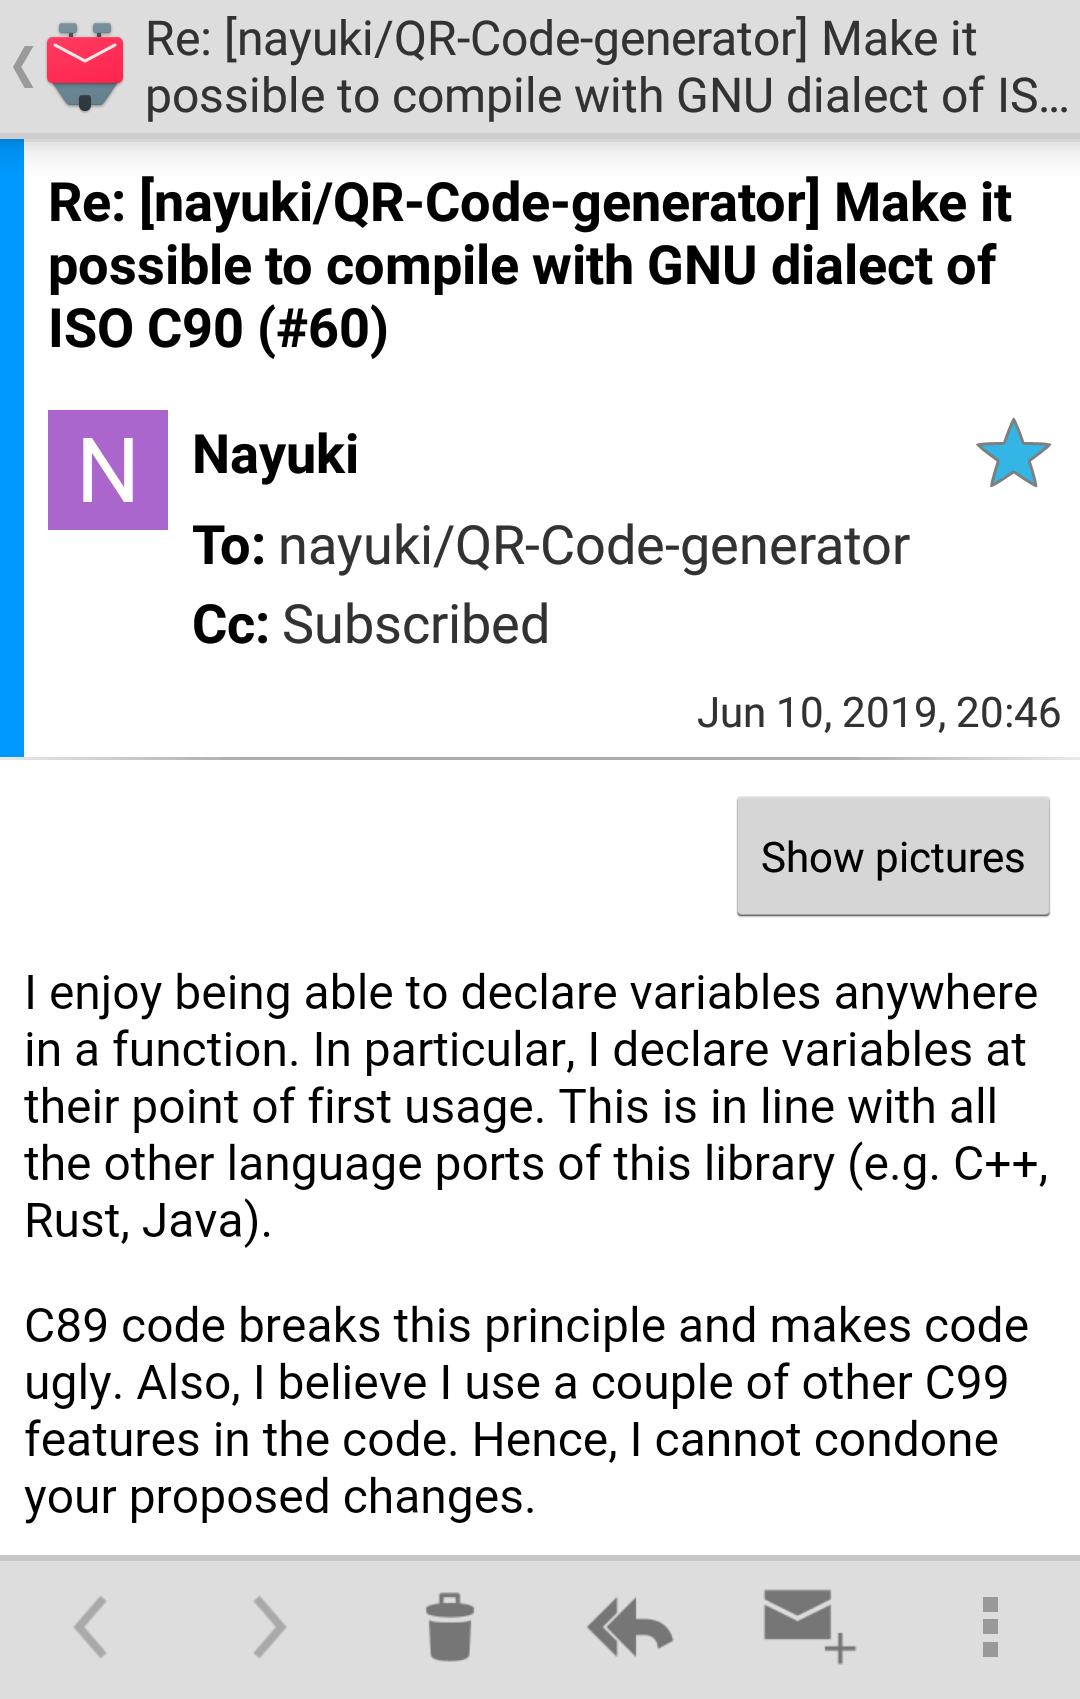 Re: [nayuki/QR-Code-generator] Make it
possible to compile with GNU dialect of IS...
Re: [nayuki/QR-Code-generator] Make it
possible to compile with GNU dialect of
ISO C90 (#60)
N
Nayuki
To: nayuki/QR-Code-generator
Cc: Subscribed
Jun 10, 2019, 20:46
Show pictures
I enjoy being able to declare variables anywhere
in a function. In particular, I declare variables at
their point of first usage. This is in line with all
the other language ports of this library (e.g. C++,
Rust, Java).
C89 code breaks this principle and makes code
ugly. Also, I believe I use a couple of other C99
features in the code. Hence, I cannot condone
your proposed changes.